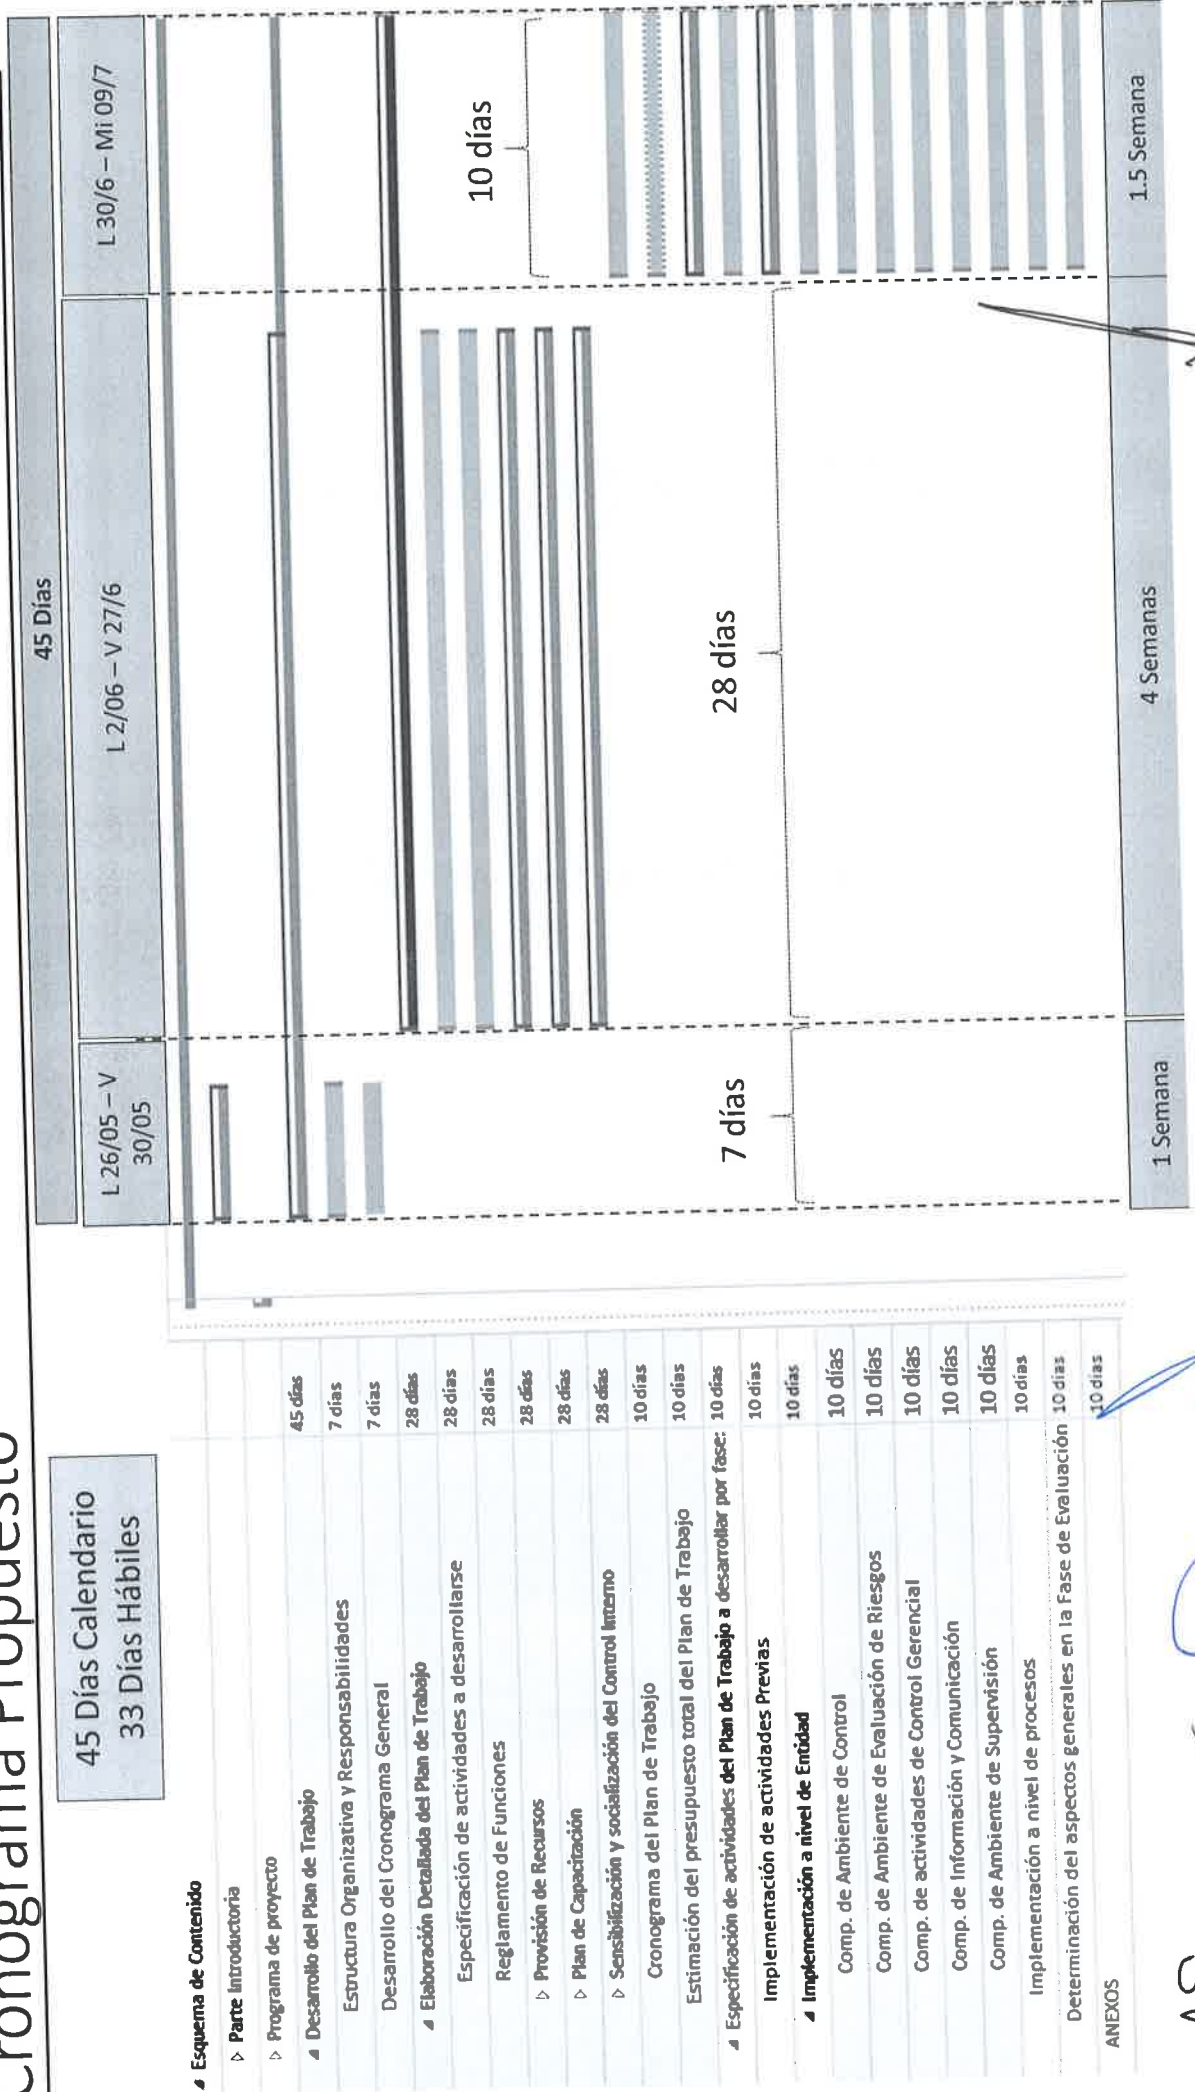 Cronograma Propuesto
45 Días Calendario
33 Días Hábiles
45 Días
L 26/05 – V
30/05
L 2/06 – V 27/6
L 30/6 – Mi 09/7
Esquema de Contenido
Parte Introductoria
Programa de proyecto
Desarrollo del Plan de Trabajo 45 días
Estructura Organizativa y Responsabilidades 7 días
Desarrollo del Cronograma General 7 días
Elaboración Detallada del Plan de Trabajo 28 días
Especificación de actividades a desarrollarse 28 días
Reglamento de Funciones 28 días
Provisión de Recursos 28 días
Plan de Capacitación 28 días
Sensibilización y socialización del Control Interno 28 días
Cronograma del Plan de Trabajo 10 días
Estimación del presupuesto total del Plan de Trabajo 10 días
Especificación de actividades del Plan de Trabajo a desarrollar por fase: 10 días
Implementación de actividades Previas 10 días
Implementación a nivel de Entidad 10 días
Comp. de Ambiente de Control 10 días
Comp. de Ambiente de Evaluación de Riesgos 10 días
Comp. de actividades de Control Gerencial 10 días
Comp. de Información y Comunicación 10 días
Comp. de Ambiente de Supervisión 10 días
Implementación a nivel de procesos 10 días
Determinación del aspectos generales en la Fase de Evaluación 10 días
ANEXOS 10 días
7 días
28 días
10 días
1 Semana
4 Semanas
1.5 Semana